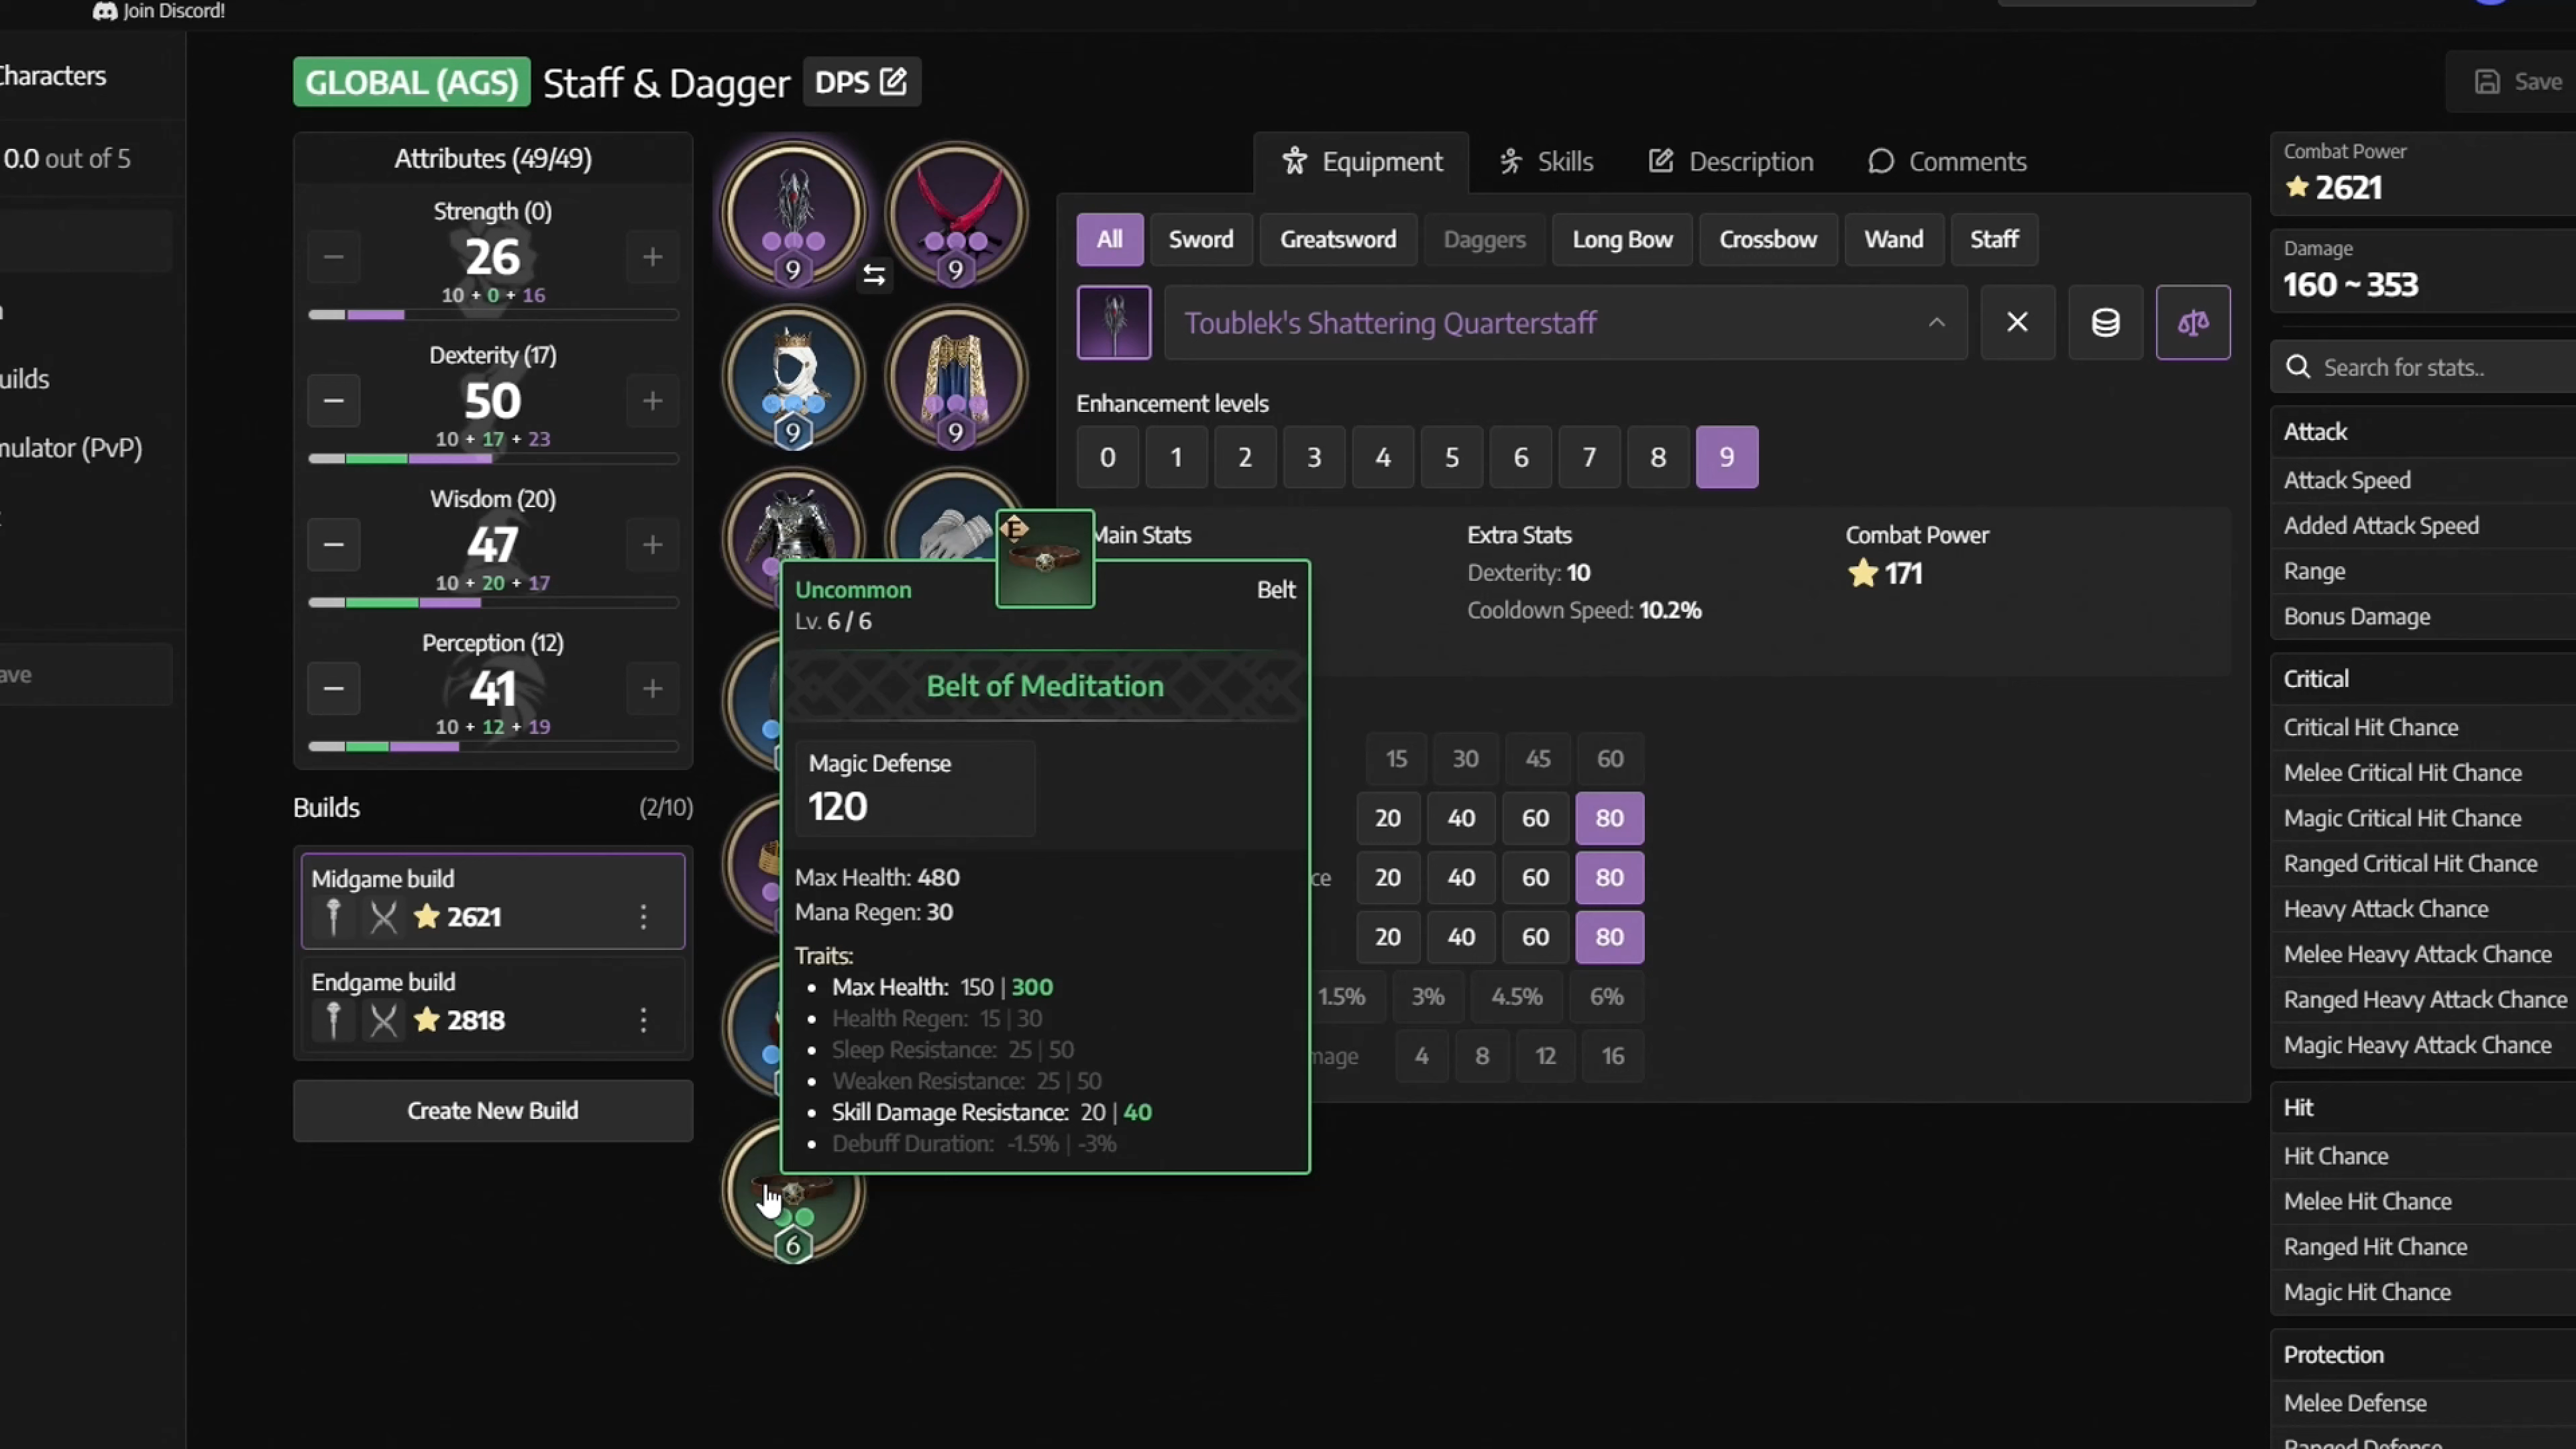 Join Discord!
Characters
0.0 out of 5
GLOBAL (AGS) Staff & Dagger DPS
Save
Attributes (49/49)
Strength (0)
26
10 + 0 + 16
Dexterity (17)
50
10 + 17 + 23
Wisdom (20)
47
10 + 20 + 17
Perception (12)
41
10 + 12 + 19
Builds (2/10)
Midgame build
2621
Endgame build
2818
Create New Build
9
9
9
9
6
Equipment Skills Description Comments
All Sword Greatsword Daggers Long Bow Crossbow Wand Staff
Toublek's Shattering Quarterstaff
Enhancement levels
0 1 2 3 4 5 6 7 8 9
Main Stats
Extra Stats
Dexterity: 10
Cooldown Speed: 10.2%
Combat Power
171
15 30 45 60
20 40 60 80
20 40 60 80
20 40 60 80
1.5% 3% 4.5% 6%
4 8 12 16
E
Uncommon Belt
Lv. 6 / 6
Belt of Meditation
Magic Defense
120
Max Health: 480
Mana Regen: 30
Traits:
• Max Health: 150 | 300
• Health Regen: 15 | 30
• Sleep Resistance: 25 | 50
• Weaken Resistance: 25 | 50
• Skill Damage Resistance: 20 | 40
• Debuff Duration: -1.5% | -3%
Combat Power
2621
Damage
160 ~ 353
Search for stats..
Attack
Attack Speed
Added Attack Speed
Range
Bonus Damage
Critical
Critical Hit Chance
Melee Critical Hit Chance
Magic Critical Hit Chance
Ranged Critical Hit Chance
Heavy Attack Chance
Melee Heavy Attack Chance
Ranged Heavy Attack Chance
Magic Heavy Attack Chance
Hit
Hit Chance
Melee Hit Chance
Ranged Hit Chance
Magic Hit Chance
Protection
Melee Defense
Ranged Defense